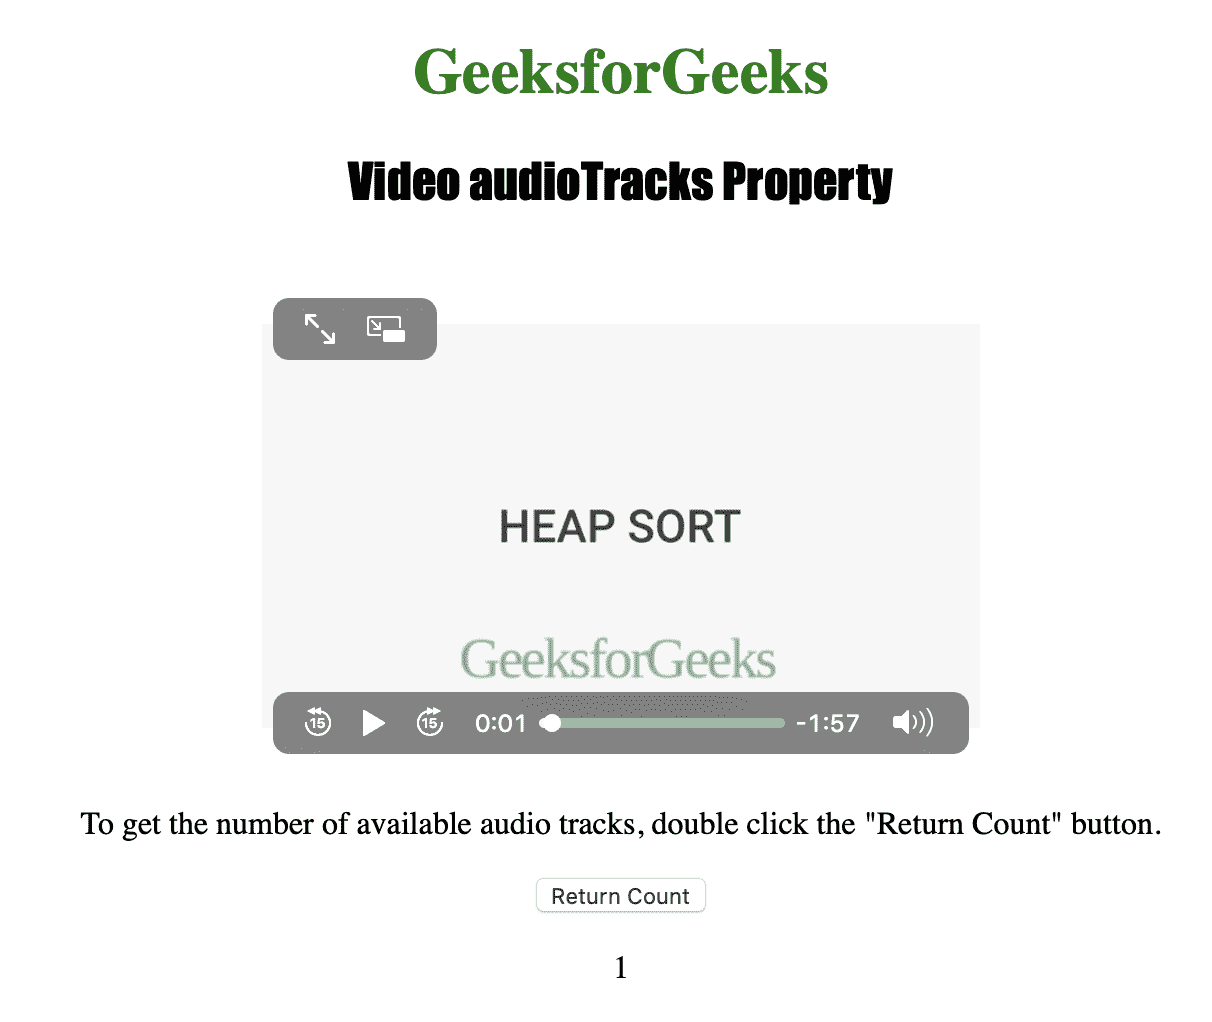 GeeksforGeeks
Video audioTracks Property
HEAP SORT
GeeksforGeeks
15 15 0:01 -1:57
To get the number of available audio tracks, double click the "Return Count" button.
Return Count
1